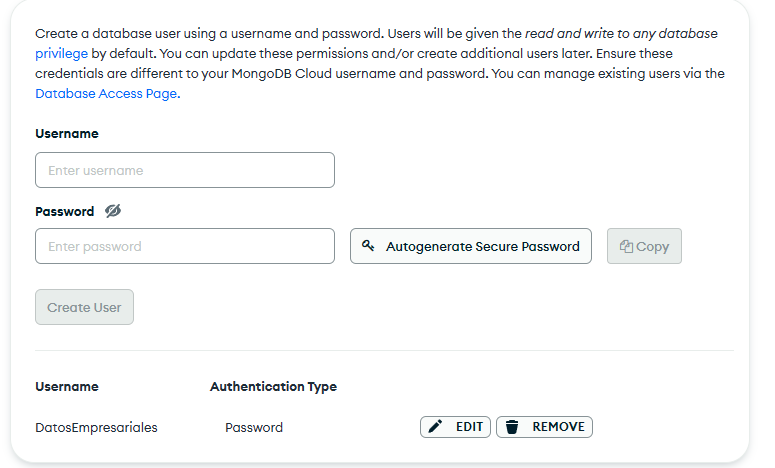 Create a database user using a username and password. Users will be given the read and write to any database
privilege by default. You can update these permissions and/or create additional users later. Ensure these
credentials are different to your MongoDB Cloud username and password. You can manage existing users via the
Database Access Page.
Username
Enter username
Password
Enter password
Autogenerate Secure Password
Copy
Create User
Username Authentication Type
DatosEmpresariales Password EDIT REMOVE